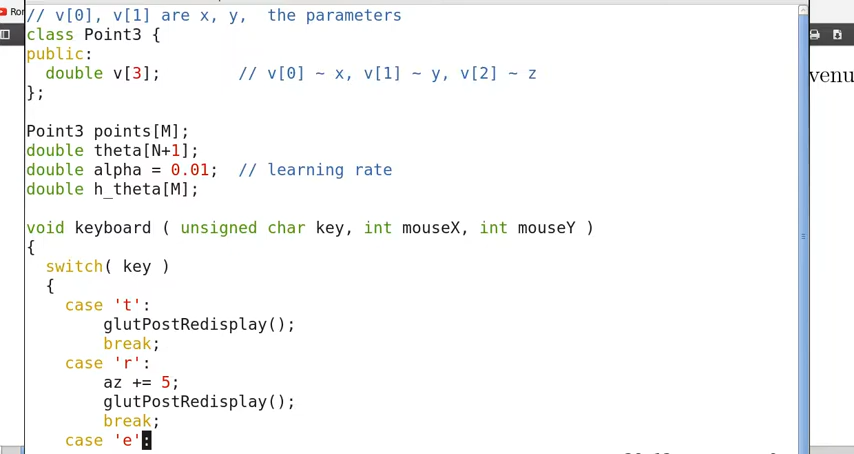 // v[0], v[1] are x, y,  the parameters
Ror
class Point3 {
public:
  double v[3];        // v[0] ~ x, v[1] ~ y, v[2] ~ z
venu
};
Point3 points[M];
double theta[N+1];
double alpha = 0.01;  // learning rate
double h_theta[M];
void keyboard ( unsigned char key, int mouseX, int mouseY )
{
  switch( key )
  {
    case 't':
        glutPostRedisplay();
        break;
    case 'r':
        az += 5;
        glutPostRedisplay();
        break;
    case 'e':